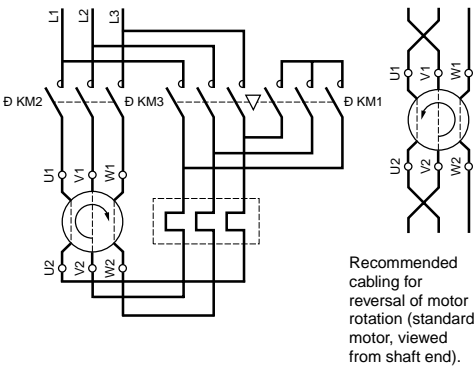 L1 L2 L3
Đ KM2 Đ KM3 Đ KM1
U1 V1 W1
U2 V2 W2
U1 V1 W1
U2 V2 W2
Recommended
cabling for
reversal of motor
rotation (standard
motor, viewed
from shaft end).